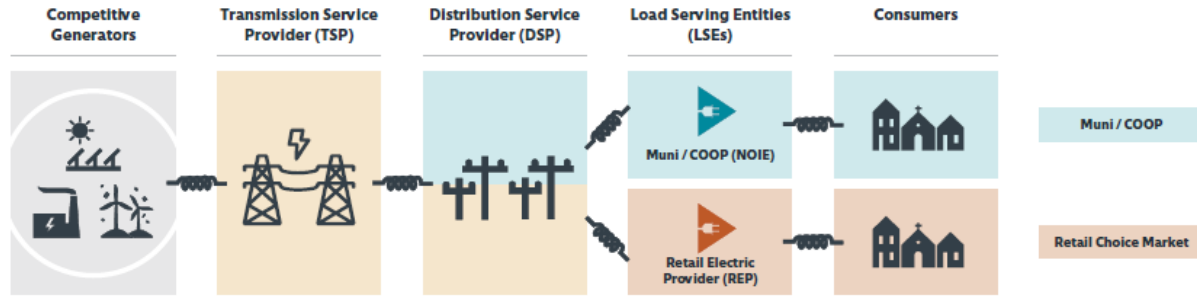 Competitive
Generators
Transmission Service
Provider (TSP)
Distribution Service
Provider (DSP)
Load Serving Entities
(LSEs)
Consumers
Muni / COOP (NOIE)
Retail Electric
Provider (REP)
Muni / COOP
Retail Choice Market